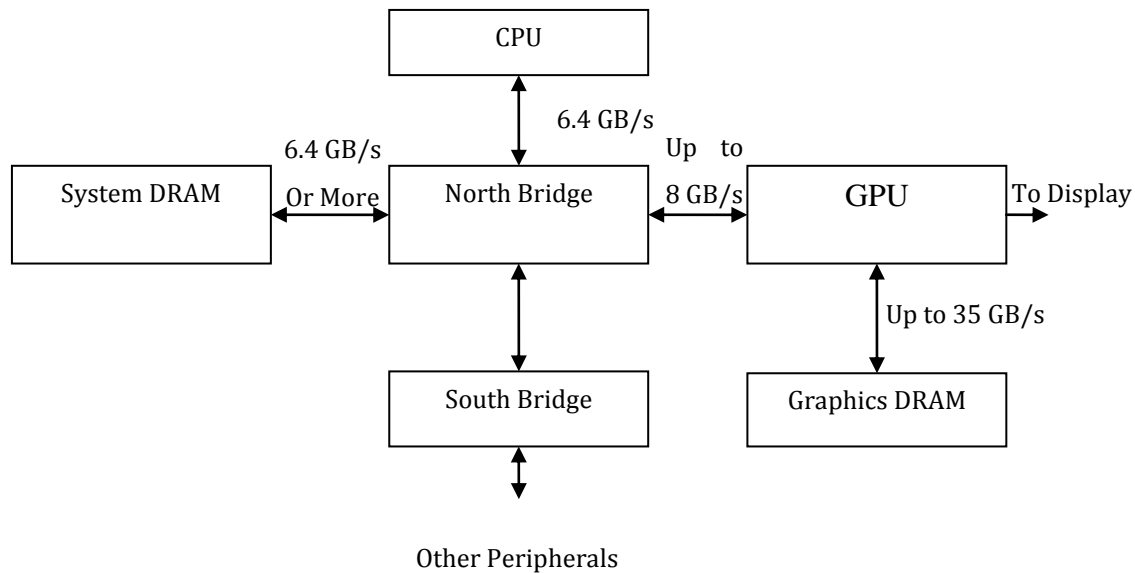 CPU
6.4 GB/s
6.4 GB/s
Or More
Up to
8 GB/s
System DRAM
North Bridge
GPU
To Display
Up to 35 GB/s
South Bridge
Graphics DRAM
Other Peripherals